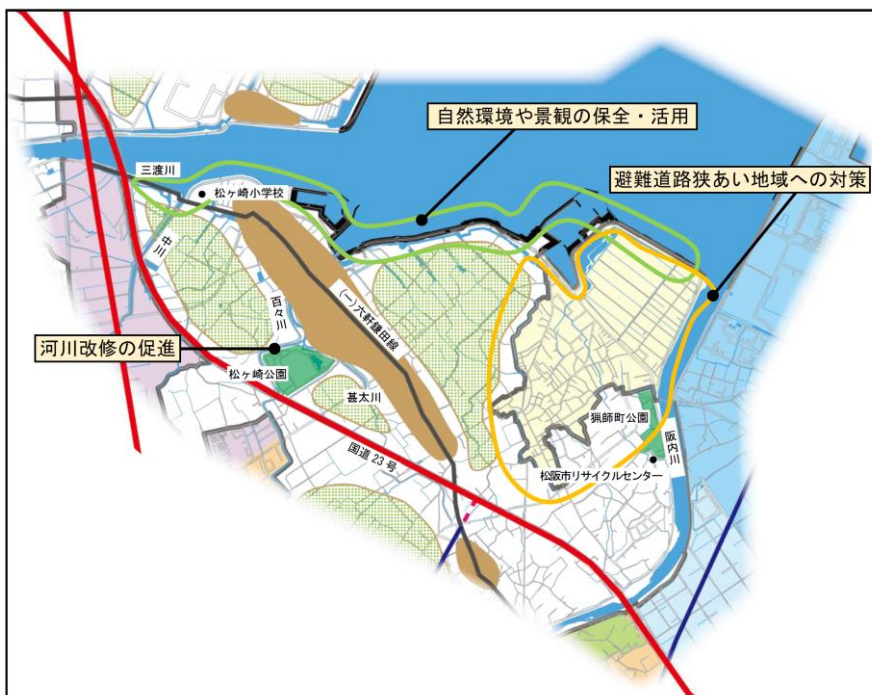 自然環境や景観の保全・活用
避難道路狭あい地域への対策
三渡川
松ヶ崎小学校
中川
百々川
(一)六軒鎌田線
河川改修の促進
松ヶ崎公園
甚太川
猟師町公園
阪内川
国道23号
松阪市リサイクルセンター